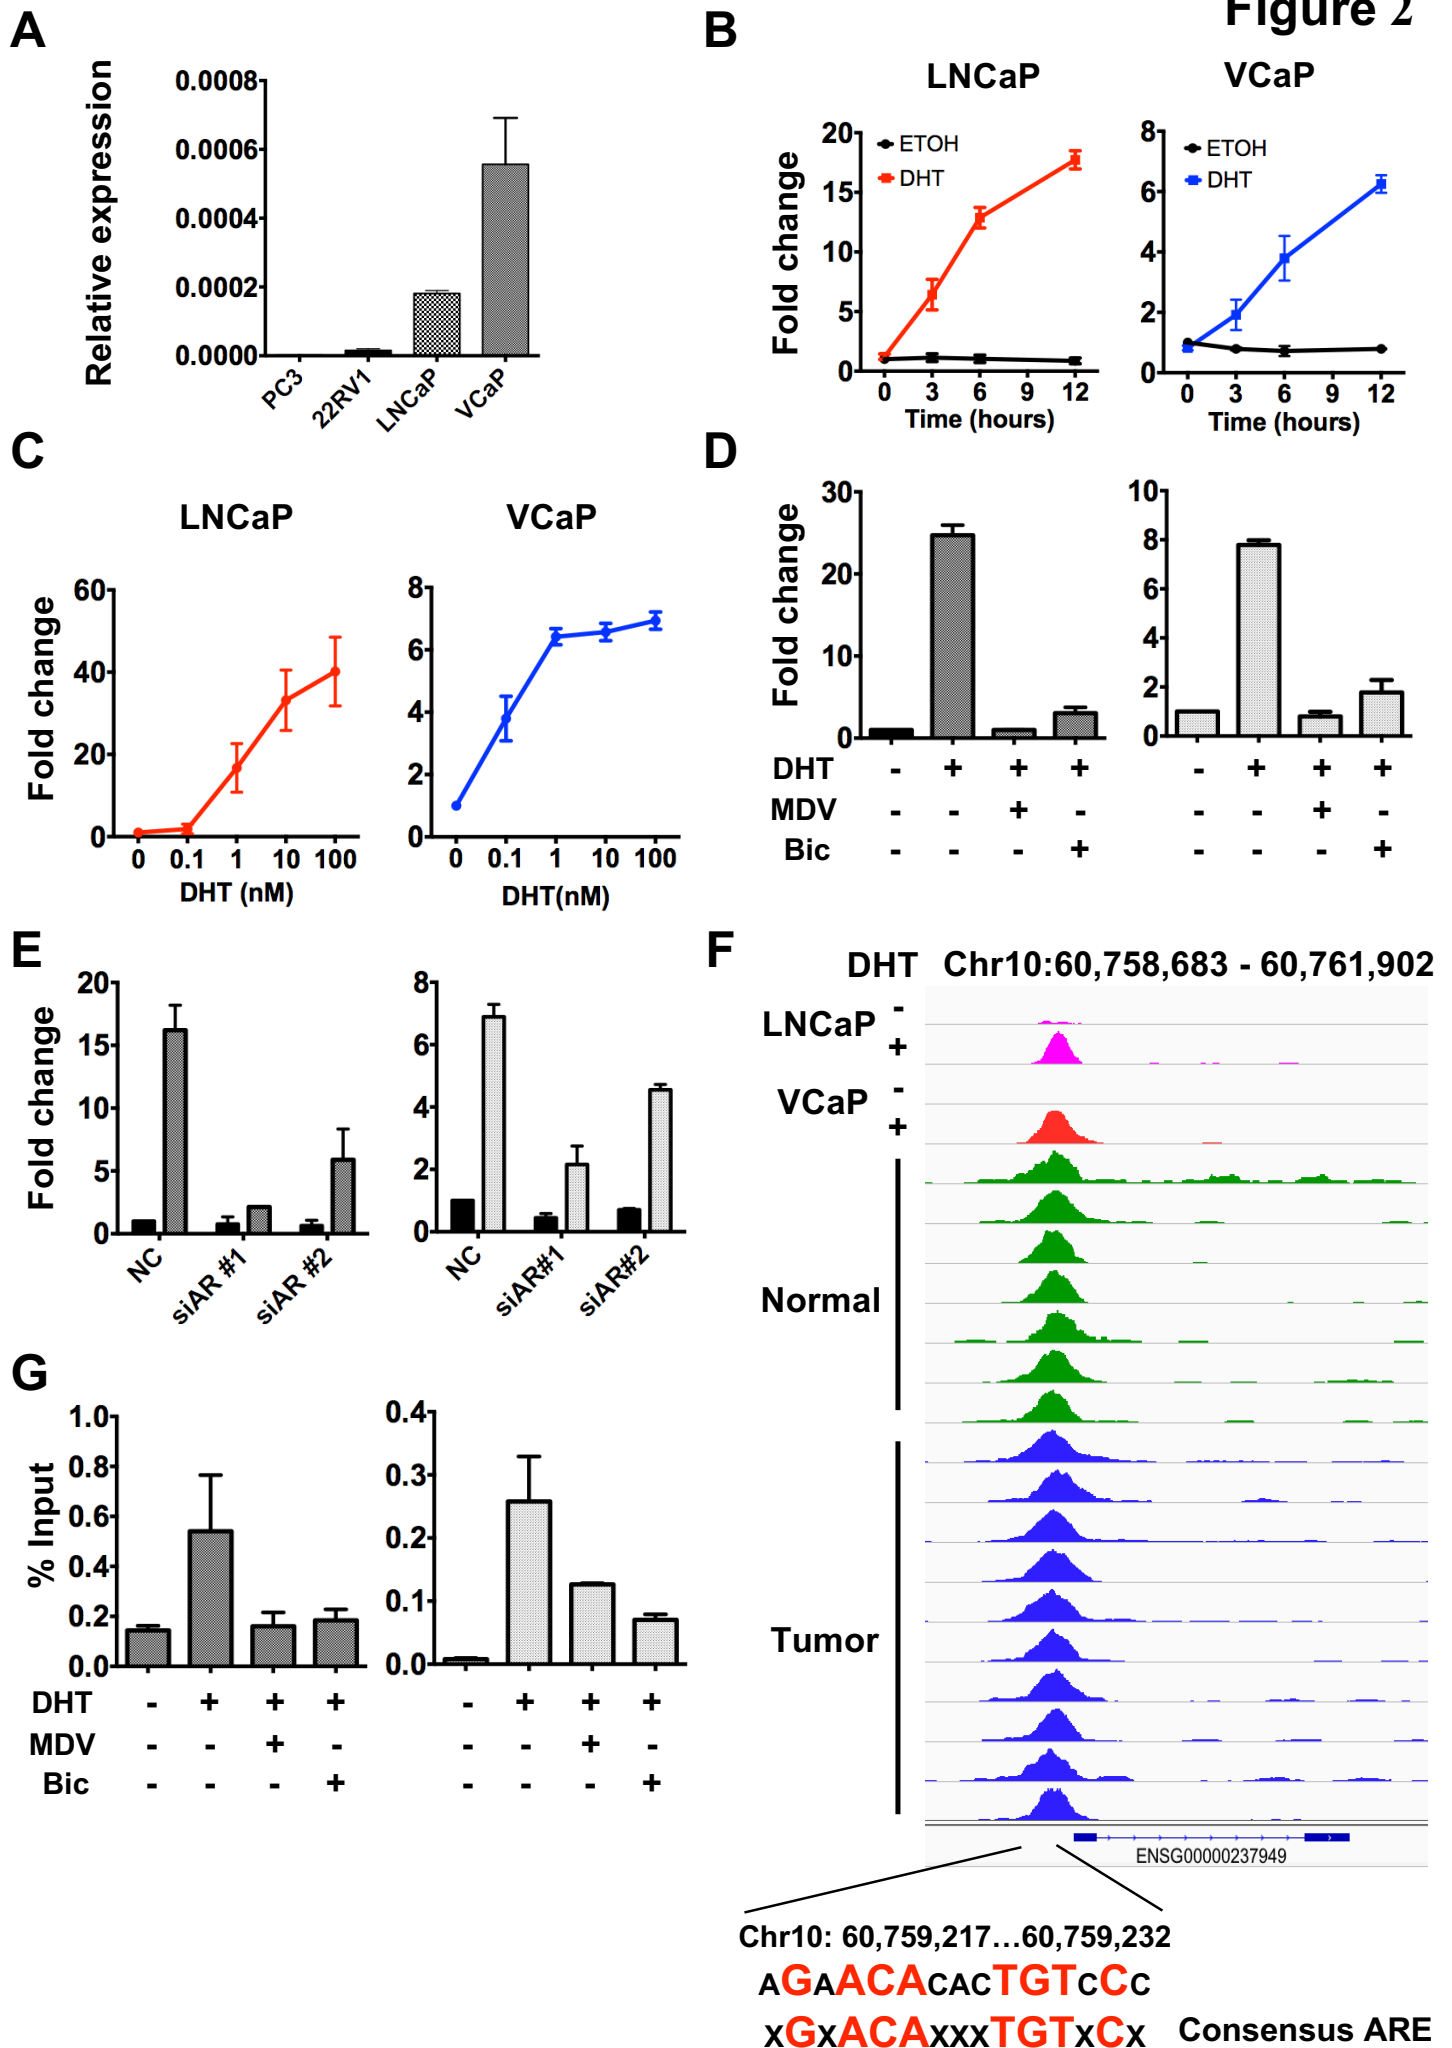 Figure 2
A
Relative expression
0.0008
0.0006
0.0004
0.0002
0.0000
PC3
22RV1
LNCaP
VCaP
B
LNCaP
Fold change
20
15
10
5
0
ETOH
DHT
0 3 6 9 12
Time (hours)
VCaP
8
6
4
2
0
ETOH
DHT
0 3 6 9 12
Time (hours)
C
LNCaP
Fold change
60
40
20
0
0 0.1 1 10 100
DHT (nM)
VCaP
8
6
4
2
0
0 0.1 1 10 100
DHT(nM)
D
Fold change
30
20
10
0
10
8
6
4
2
0
DHT - + + + - + + +
MDV - - + - - - + -
Bic - - - + - - - +
E
Fold change
20
15
10
5
0
NC
siAR #1
siAR #2
8
6
4
2
0
NC
siAR#1
siAR#2
F
DHT Chr10:60,758,683 - 60,761,902
LNCaP - +
VCaP - +
Normal
Tumor
ENSG00000237949
Chr10: 60,759,217...60,759,232
AGAACACACTGTCCC
XGXACAXXXTGTXCX Consensus ARE
G
% Input
1.0
0.8
0.6
0.4
0.2
0.0
0.4
0.3
0.2
0.1
0.0
DHT - + + + - + + +
MDV - - + - - - + -
Bic - - - + - - - +